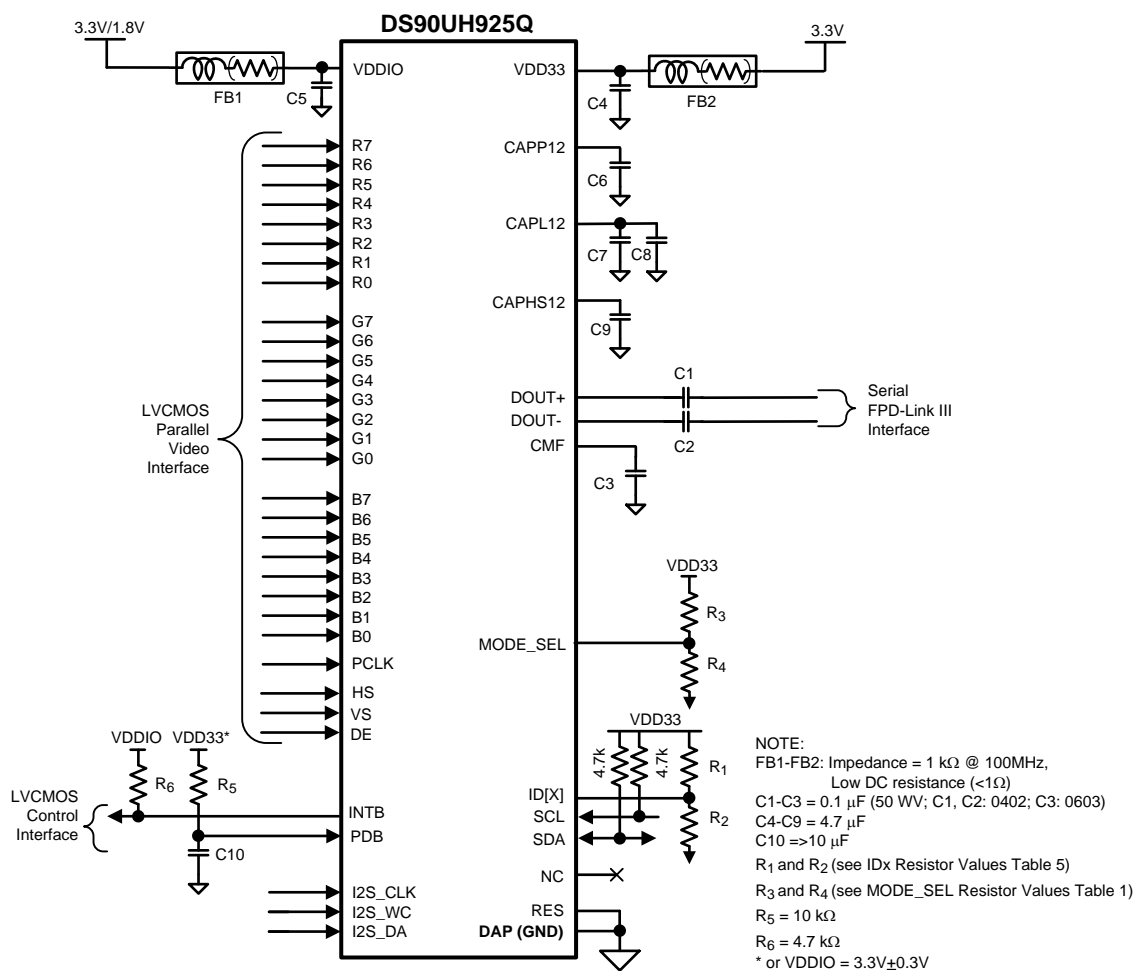 DS90UH925Q
3.3V/1.8V
FB1
C5
VDDIO
VDD33
C4
FB2
3.3V
R7
R6
R5
R4
R3
R2
R1
R0
G7
G6
G5
G4
G3
G2
G1
G0
B7
B6
B5
B4
B3
B2
B1
B0
PCLK
HS
VS
DE
LVCMOS
Parallel
Video
Interface
CAPP12
C6
CAPL12
C7
C8
CAPHS12
C9
DOUT+
DOUT-
CMF
C1
C2
C3
Serial
FPD-Link III
Interface
VDD33
R3
MODE_SEL
R4
VDD33
4.7k
4.7k
R1
ID[X]
SCL
R2
SDA
NC
RES
DAP (GND)
VDDIO
VDD33*
R6
R5
LVCMOS
Control
Interface
INTB
PDB
C10
I2S_CLK
I2S_WC
I2S_DA
NOTE:
FB1-FB2: Impedance = 1 kΩ @ 100MHz,
Low DC resistance (<1Ω)
C1-C3 = 0.1 μF (50 WV; C1, C2: 0402; C3: 0603)
C4-C9 = 4.7 μF
C10 =>10 μF
R1 and R2 (see IDx Resistor Values Table 5)
R3 and R4 (see MODE_SEL Resistor Values Table 1)
R5 = 10 kΩ
R6 = 4.7 kΩ
* or VDDIO = 3.3V±0.3V